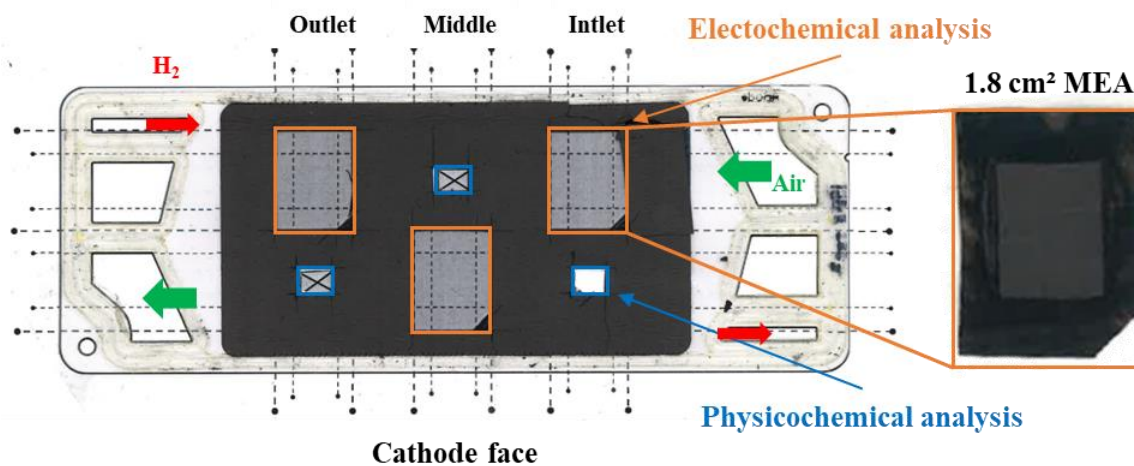 Outlet Middle Intlet
Electochemical analysis
H₂
1.8 cm² MEA
Air
Physicochemical analysis
Cathode face